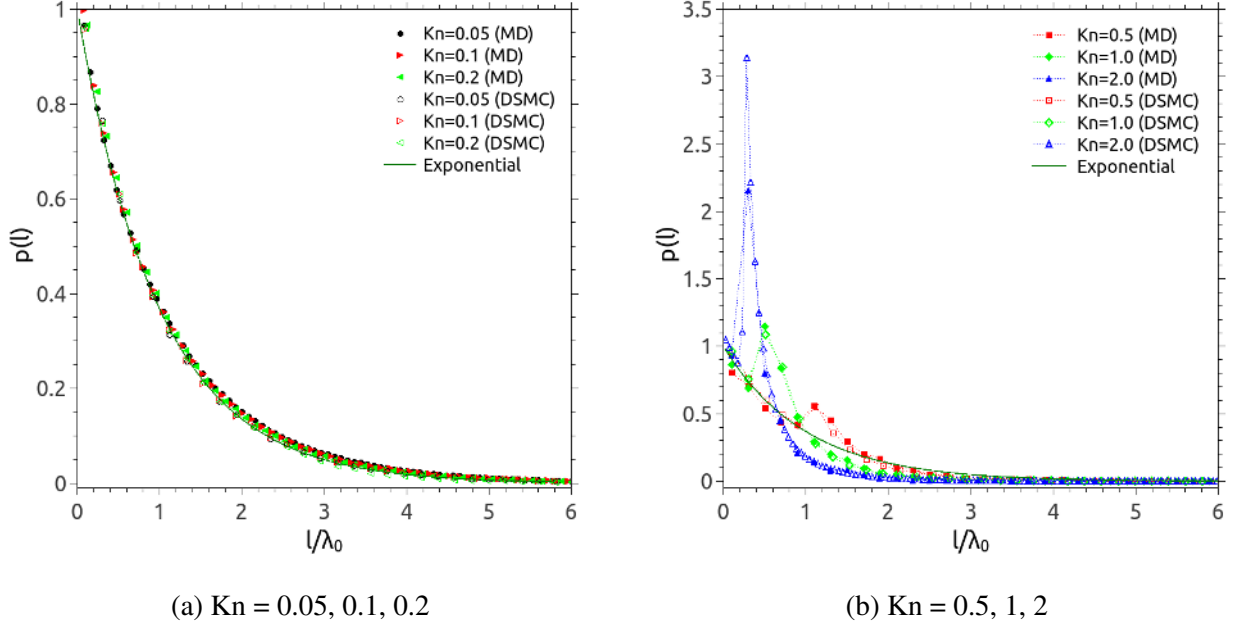 1
0.8
0.6
0.4
0.2
0
p(l)
0 1 2 3 4 5 6
l/λ₀
Kn=0.05 (MD)
Kn=0.1 (MD)
Kn=0.2 (MD)
Kn=0.05 (DSMC)
Kn=0.1 (DSMC)
Kn=0.2 (DSMC)
Exponential
(a) Kn = 0.05, 0.1, 0.2
3.5
3
2.5
2
1.5
1
0.5
0
p(l)
0 1 2 3 4 5 6
l/λ₀
Kn=0.5 (MD)
Kn=1.0 (MD)
Kn=2.0 (MD)
Kn=0.5 (DSMC)
Kn=1.0 (DSMC)
Kn=2.0 (DSMC)
Exponential
(b) Kn = 0.5, 1, 2